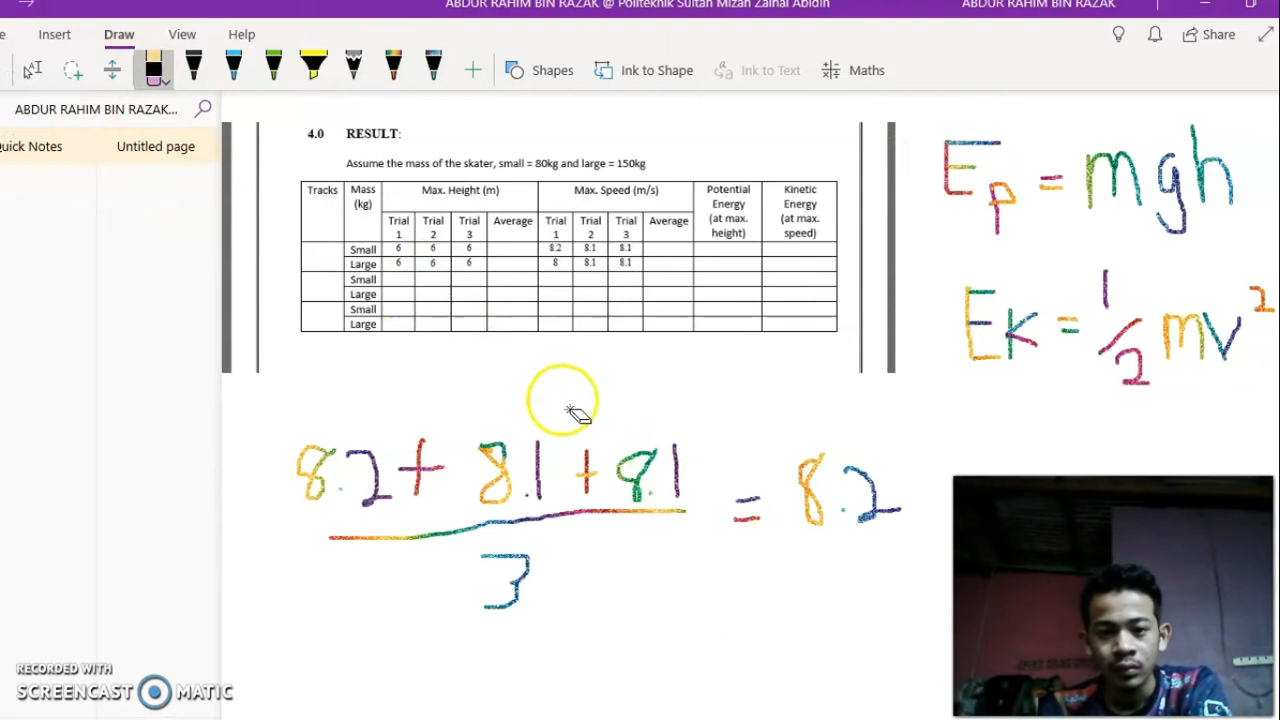 ABDUR RAHIM BIN RAZAK @ Politeknik Sultan Mizan Zainal Abidin
ABDUR RAHIM BIN RAZAK
Insert Draw View Help
Share
Shapes Ink to Shape Ink to Text Maths
ABDUR RAHIM BIN RAZAK...
Quick Notes Untitled page
4.0 RESULT:
Assume the mass of the skater, small = 80kg and large = 150kg
Tracks Mass (kg) Max. Height (m) Max. Speed (m/s) Potential Energy (at max. height) Kinetic Energy (at max. speed)
Trial 1 Trial 2 Trial 3 Average Trial 1 Trial 2 Trial 3 Average
Small 6 6 6 8.2 8.1 8.1
Large 6 6 6 8 8.1 8.1
Small
Large
Small
Large
Ep = mgh
Ek = 1/2 mv²
8.2 + 8.1 + 8.1
3
= 8.2
RECORDED WITH
SCREENCAST MATIC